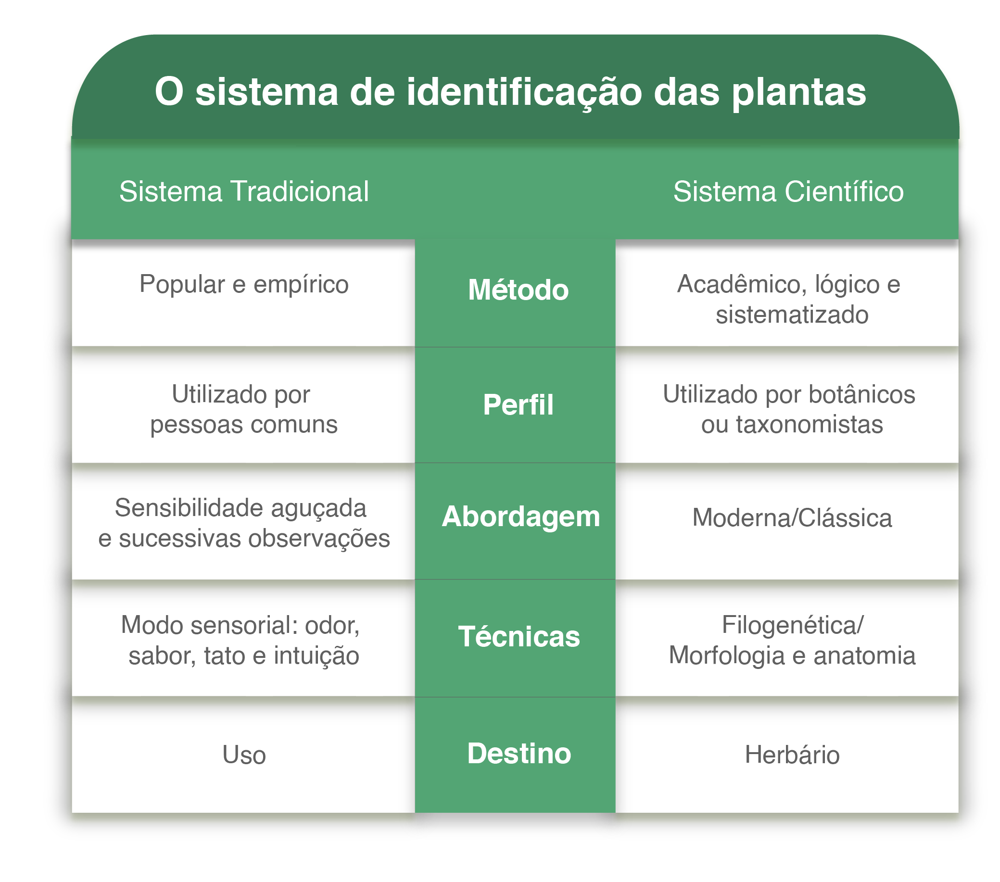 O sistema de identificação das plantas
Sistema Tradicional
Sistema Científico
Popular e empírico
Método
Acadêmico, lógico e
sistematizado
Utilizado por
pessoas comuns
Perfil
Utilizado por botânicos
ou taxonomistas
Sensibilidade aguçada
e sucessivas observações
Abordagem
Moderna/Clássica
Modo sensorial: odor,
sabor, tato e intuição
Técnicas
Filogenética/
Morfologia e anatomia
Uso
Destino
Herbário